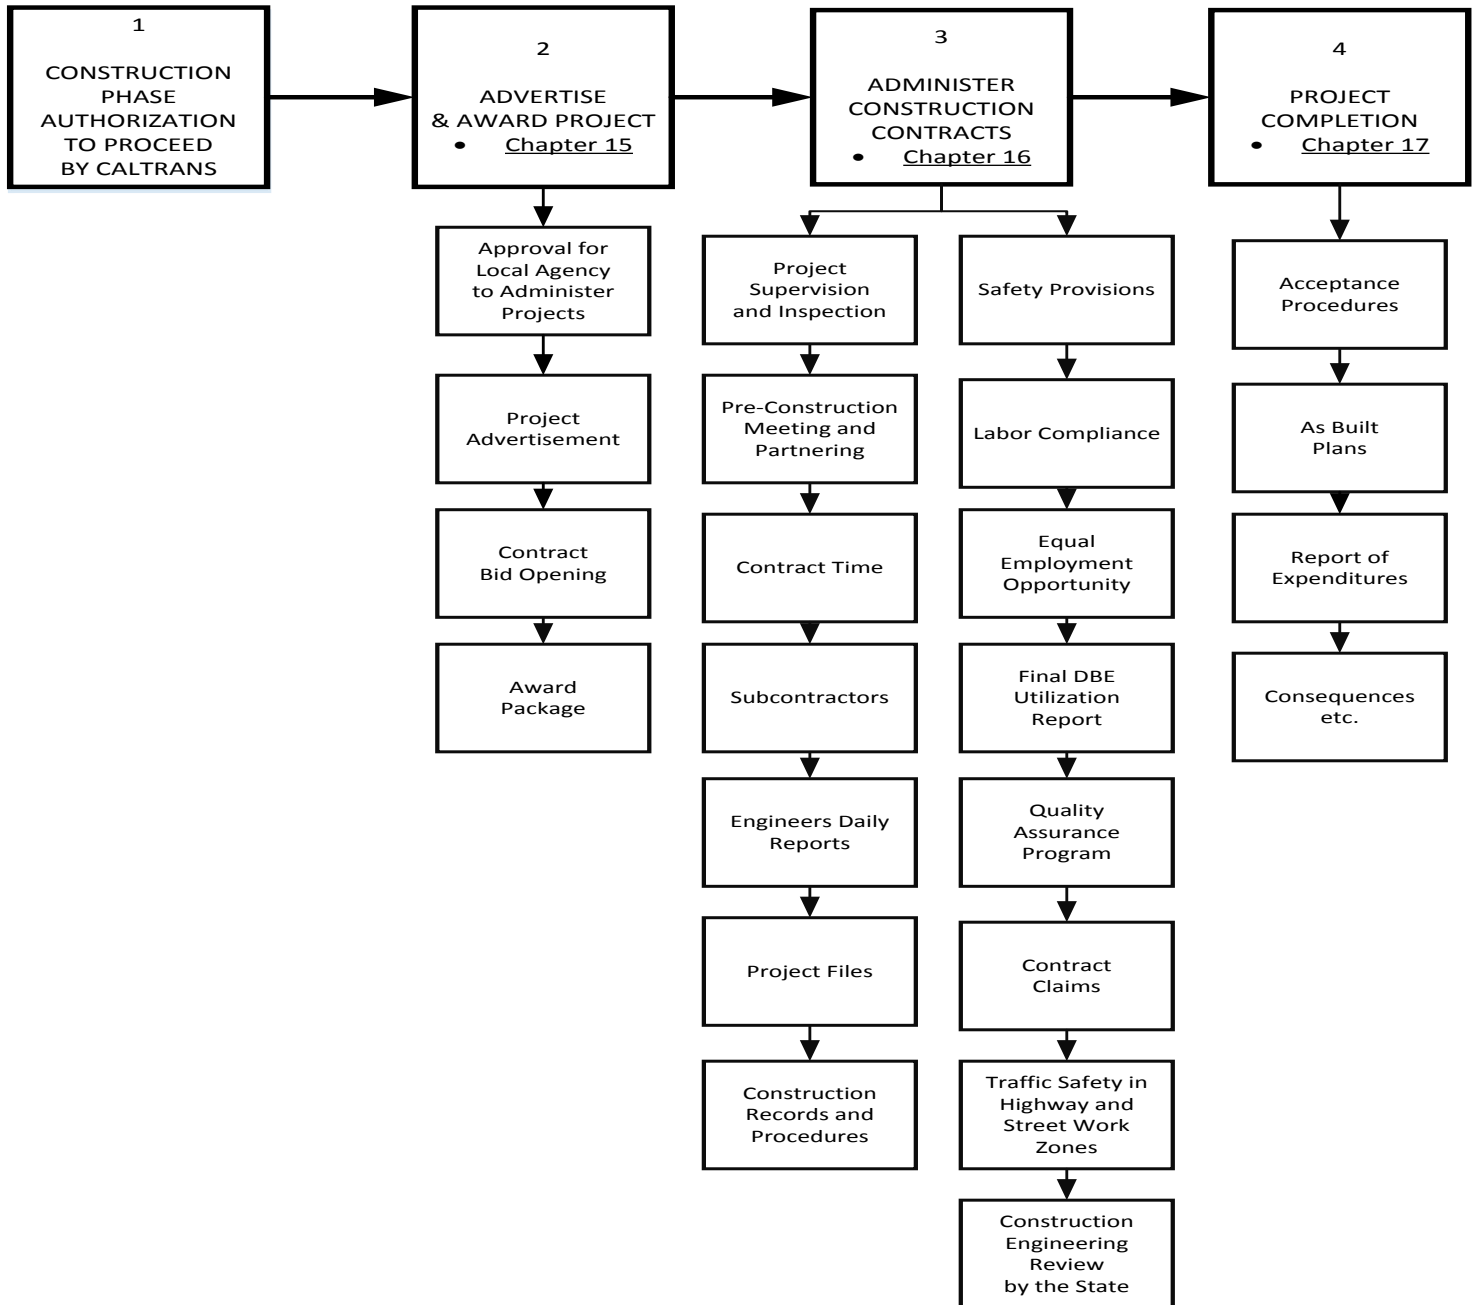 1
CONSTRUCTION
PHASE
AUTHORIZATION
TO PROCEED
BY CALTRANS
2
ADVERTISE
& AWARD PROJECT
• Chapter 15
3
ADMINISTER
CONSTRUCTION
CONTRACTS
• Chapter 16
4
PROJECT
COMPLETION
• Chapter 17
Approval for
Local Agency
to Administer
Projects
Project
Advertisement
Contract
Bid Opening
Award
Package
Project
Supervision
and Inspection
Pre-Construction
Meeting and
Partnering
Contract Time
Subcontractors
Engineers Daily
Reports
Project Files
Construction
Records and
Procedures
Safety Provisions
Labor Compliance
Equal
Employment
Opportunity
Final DBE
Utilization
Report
Quality
Assurance
Program
Contract
Claims
Traffic Safety in
Highway and
Street Work
Zones
Construction
Engineering
Review
by the State
Acceptance
Procedures
As Built
Plans
Report of
Expenditures
Consequences
etc.